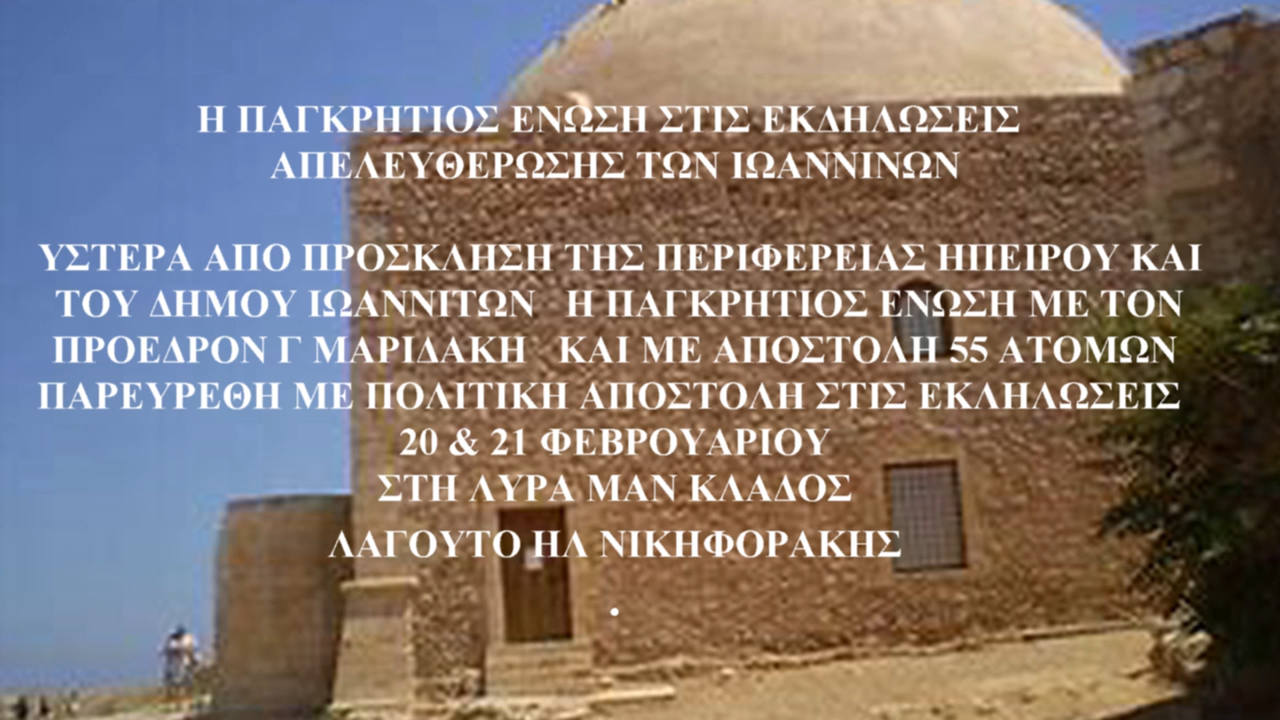 Η ΠΑΓΚΡΗΤΙΟΣ ΕΝΩΣΗ ΣΤΙΣ ΕΚΔΗΛΩΣΕΙΣ
ΑΠΕΛΕΥΘΕΡΩΣΗΣ ΤΩΝ ΙΩΑΝΝΙΝΩΝ
ΥΣΤΕΡΑ ΑΠΟ ΠΡΟΣΚΛΗΣΗ ΤΗΣ ΠΕΡΙΦΕΡΕΙΑΣ ΗΠΕΙΡΟΥ ΚΑΙ
ΤΟΥ ΔΗΜΟΥ ΙΩΑΝΝΙΤΩΝ Η ΠΑΓΚΡΗΤΙΟΣ ΕΝΩΣΗ ΜΕ ΤΟΝ
ΠΡΟΕΔΡΟΝ Γ ΜΑΡΙΔΑΚΗ ΚΑΙ ΜΕ ΑΠΟΣΤΟΛΗ 55 ΑΤΟΜΩΝ
ΠΑΡΕΥΡΕΘΗ ΜΕ ΠΟΛΙΤΙΚΗ ΑΠΟΣΤΟΛΗ ΣΤΙΣ ΕΚΛΗΛΩΣΕΙΣ
20 & 21 ΦΕΒΡΟΥΑΡΙΟΥ
ΣΤΗ ΛΥΡΑ ΜΑΝ ΚΛΑΔΟΣ
ΛΑΓΟΥΤΟ ΗΛ ΝΙΚΗΦΟΡΑΚΗΣ
.